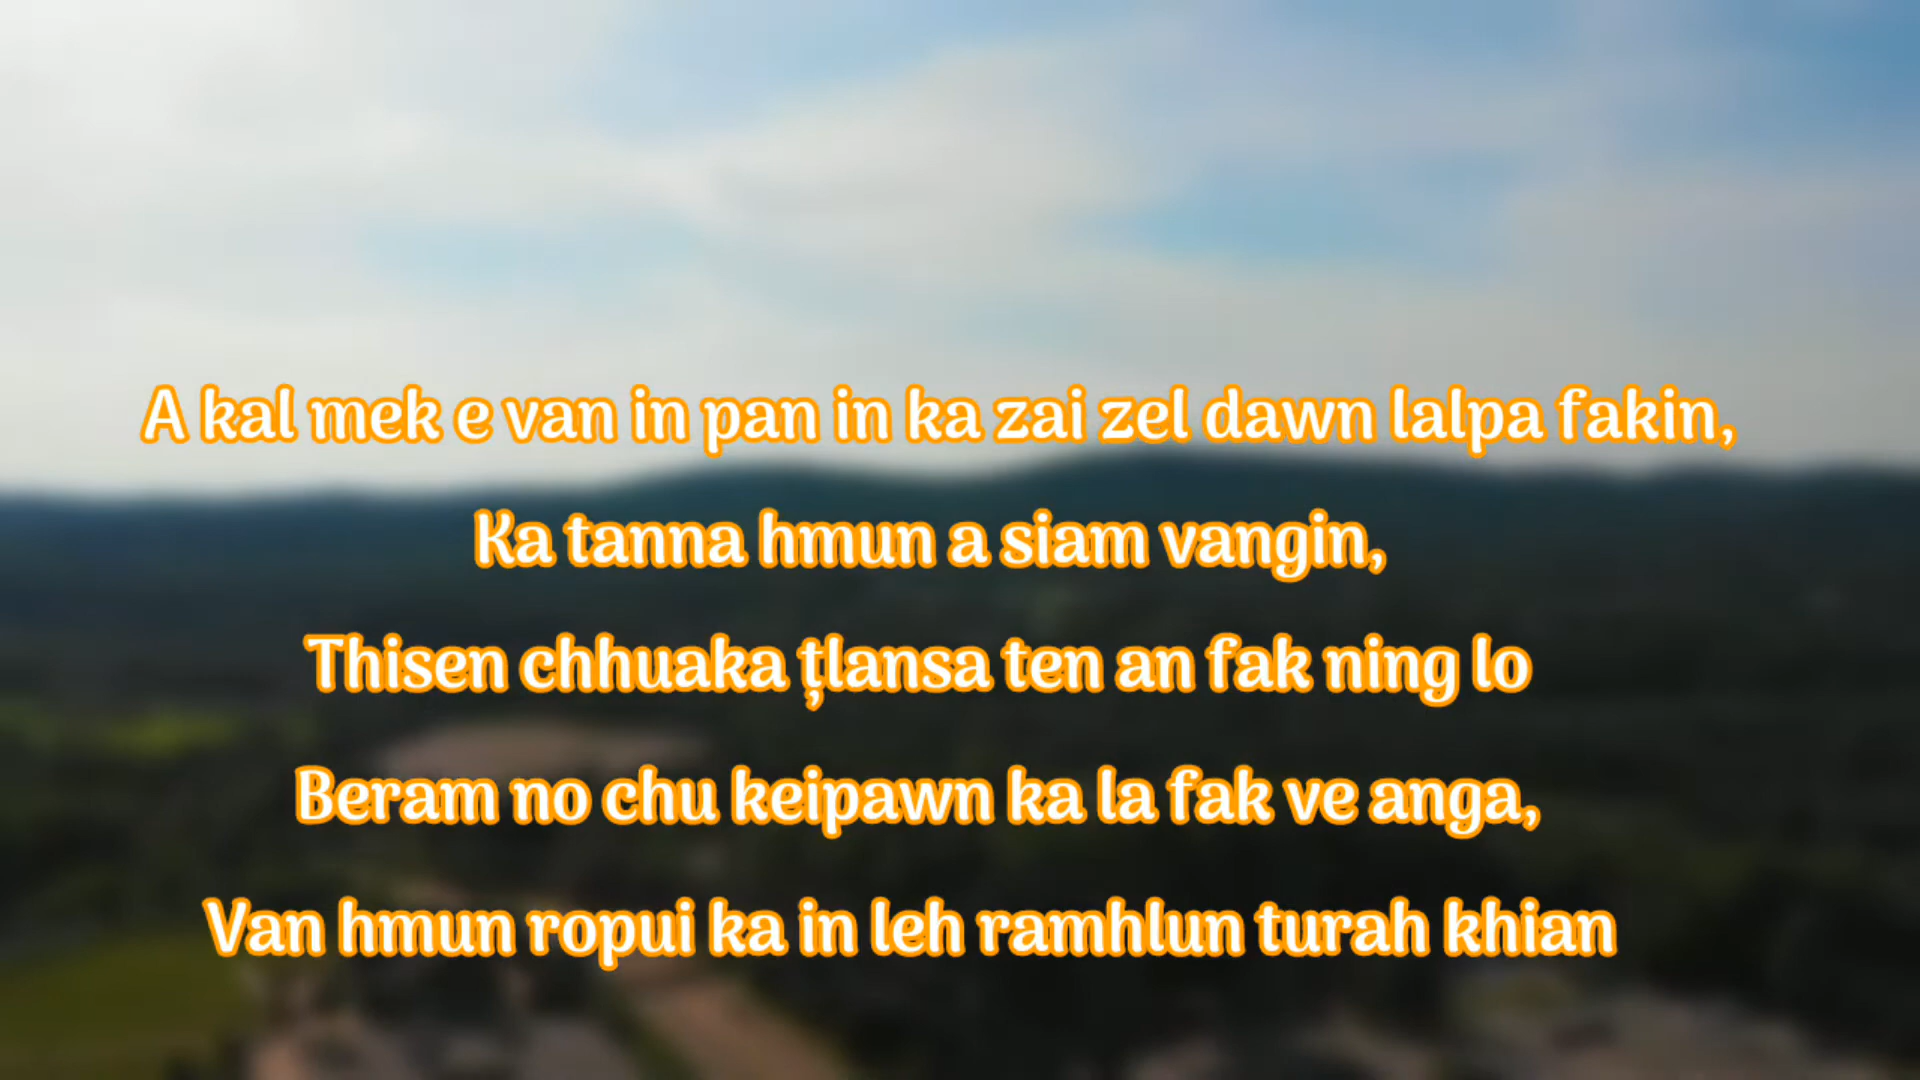 A kal mek e van in pan in ka zai zel dawn lalpa fakin,
Ka tanna hmun a siam vangin,
Thisen chhuaka țlansa ten an fak ning lo
Beram no chu keipawn ka la fak ve anga,
Van hmun ropui ka in leh ramhlun turah khian